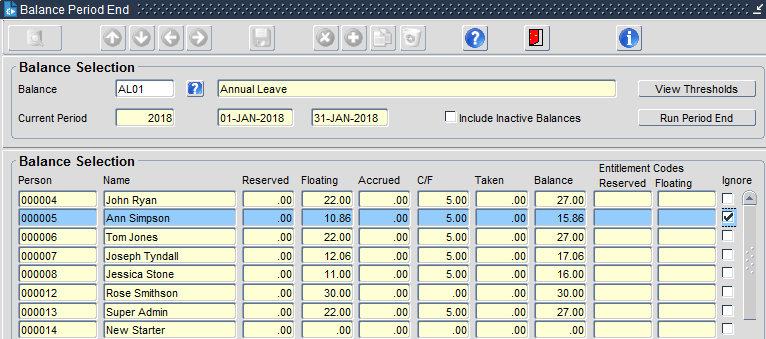 Balance Period End
Balance Selection
Balance AL01 ? Annual Leave View Thresholds
Current Period 2018 01-JAN-2018 31-JAN-2018 Include Inactive Balances Run Period End
Balance Selection
Entitlement Codes
Person Name Reserved Floating Accrued C/F Taken Balance Reserved Floating Ignore
000004 John Ryan .00 22.00 .00 5.00 .00 27.00
000005 Ann Simpson .00 10.86 .00 5.00 .00 15.86
000006 Tom Jones .00 22.00 .00 5.00 .00 27.00
000007 Joseph Tyndall .00 12.06 .00 5.00 .00 17.06
000008 Jessica Stone .00 11.00 .00 5.00 .00 16.00
000012 Rose Smithson .00 30.00 .00 .00 .00 30.00
000013 Super Admin .00 22.00 .00 5.00 .00 27.00
000014 New Starter .00 .00 .00 .00 .00 .00